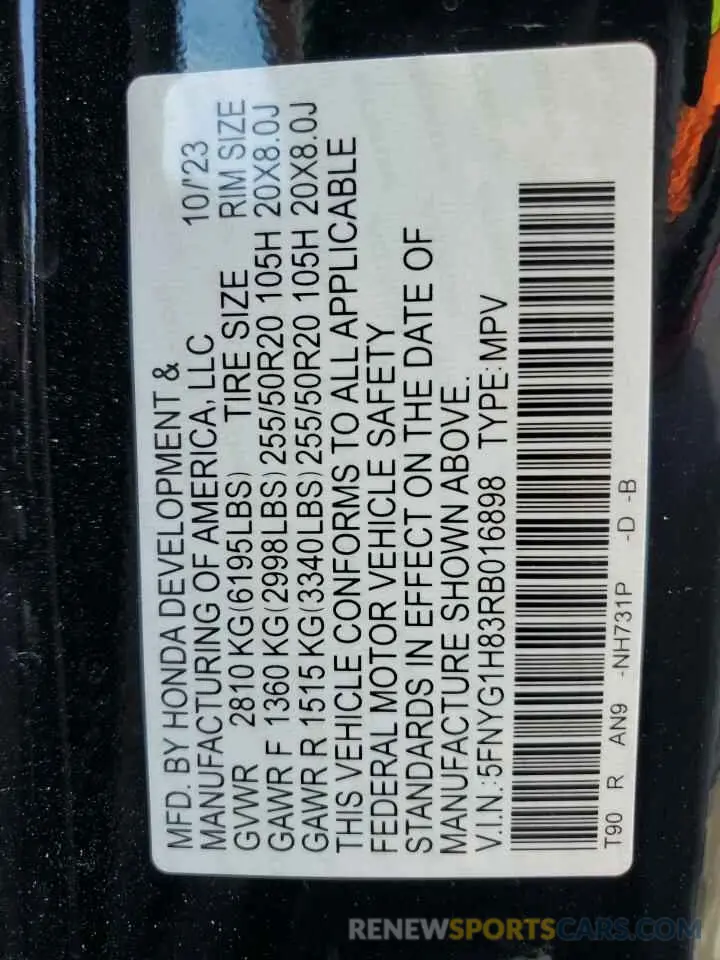 MFD. BY HONDA DEVELOPMENT &
MANUFACTURING OF AMERICA, LLC 10/'23
GVWR 2810 KG(6195LBS) TIRE SIZE RIM SIZE
GAWR F 1360 KG(2998LBS) 255/50R20 105H 20X8.0J
GAWR R 1515 KG(3340LBS) 255/50R20 105H 20X8.0J
THIS VEHICLE CONFORMS TO ALL APPLICABLE
FEDERAL MOTOR VEHICLE SAFETY
STANDARDS IN EFFECT ON THE DATE OF
MANUFACTURE SHOWN ABOVE.
V.I.N.:5FNYG1H83RB016898 TYPE:MPV
T90 R AN9 -NH731P -D -B
RENEWSPORTSCARS.COM